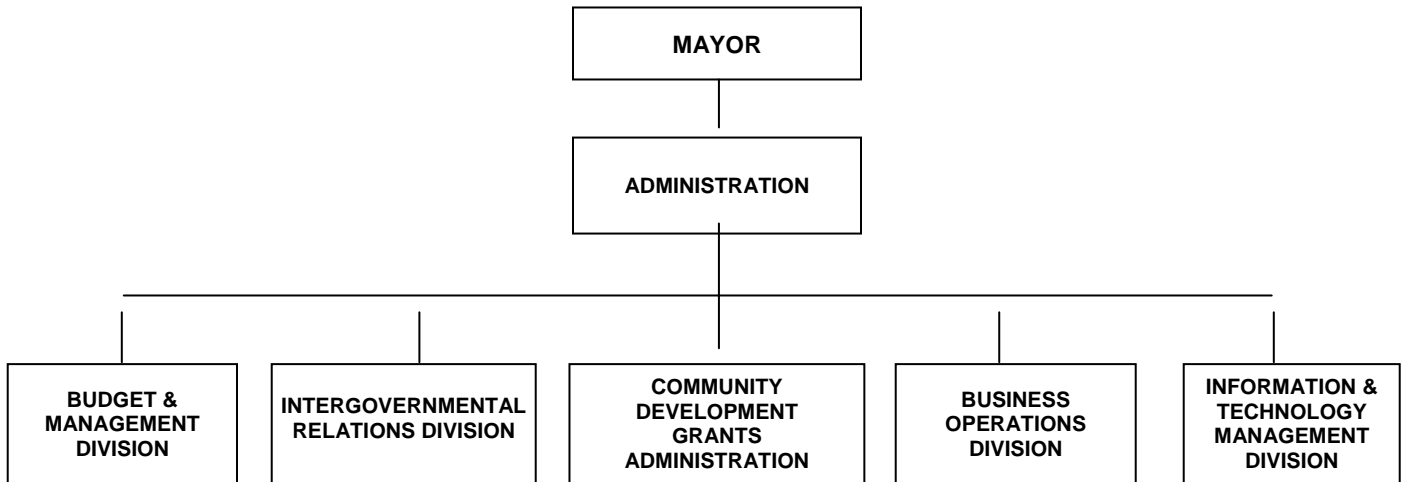 MAYOR
ADMINISTRATION
BUDGET &
MANAGEMENT
DIVISION
INTERGOVERNMENTAL
RELATIONS DIVISION
COMMUNITY
DEVELOPMENT
GRANTS
ADMINISTRATION
BUSINESS
OPERATIONS
DIVISION
INFORMATION &
TECHNOLOGY
MANAGEMENT
DIVISION